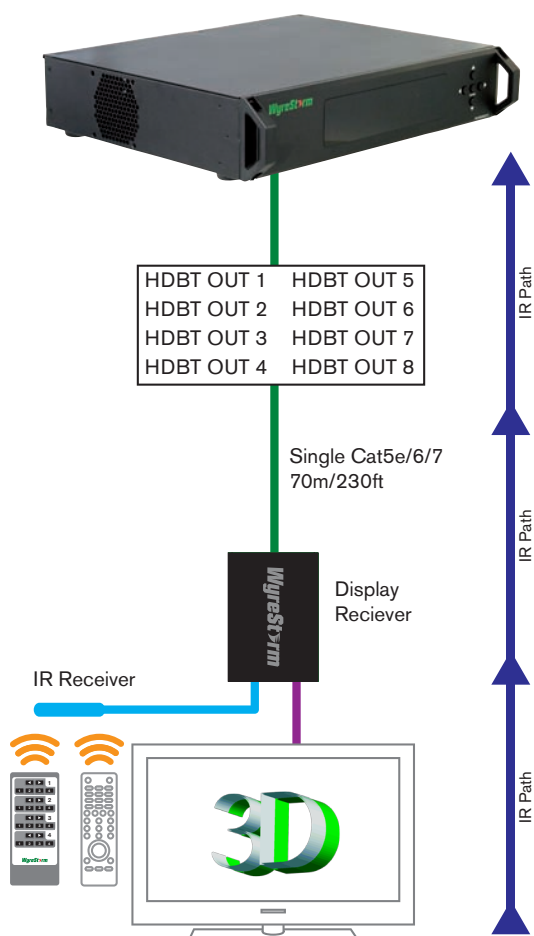 WyreStorm
HDBT OUT 1 HDBT OUT 5
HDBT OUT 2 HDBT OUT 6
HDBT OUT 3 HDBT OUT 7
HDBT OUT 4 HDBT OUT 8
IR Path
Single Cat5e/6/7
70m/230ft
IR Path
WyreStorm
Display
Reciever
IR Receiver
IR Path
1
2
3
4
WyreStorm
3D